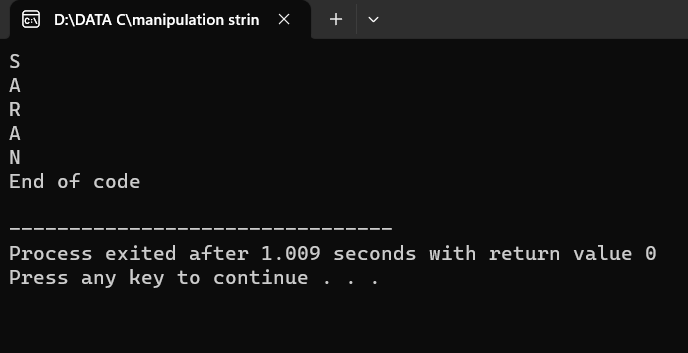 D:\DATA C\manipulation strin
S
A
R
A
N
End of code
--------------------------------
Process exited after 1.009 seconds with return value 0
Press any key to continue . . .